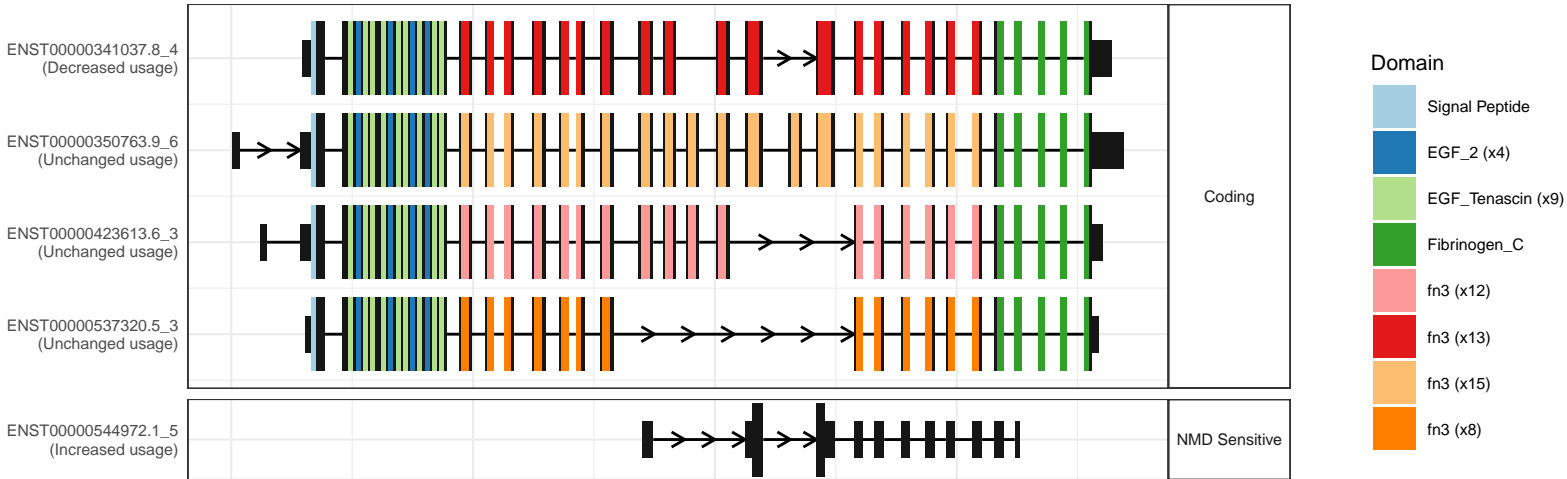 ENST00000341037.8_4
(Decreased usage)
ENST00000350763.9_6
(Unchanged usage)
ENST00000423613.6_3
(Unchanged usage)
ENST00000537320.5_3
(Unchanged usage)
ENST00000544972.1_5
(Increased usage)
Coding
NMD Sensitive
Domain
Signal Peptide
EGF_2 (x4)
EGF_Tenascin (x9)
Fibrinogen_C
fn3 (x12)
fn3 (x13)
fn3 (x15)
fn3 (x8)